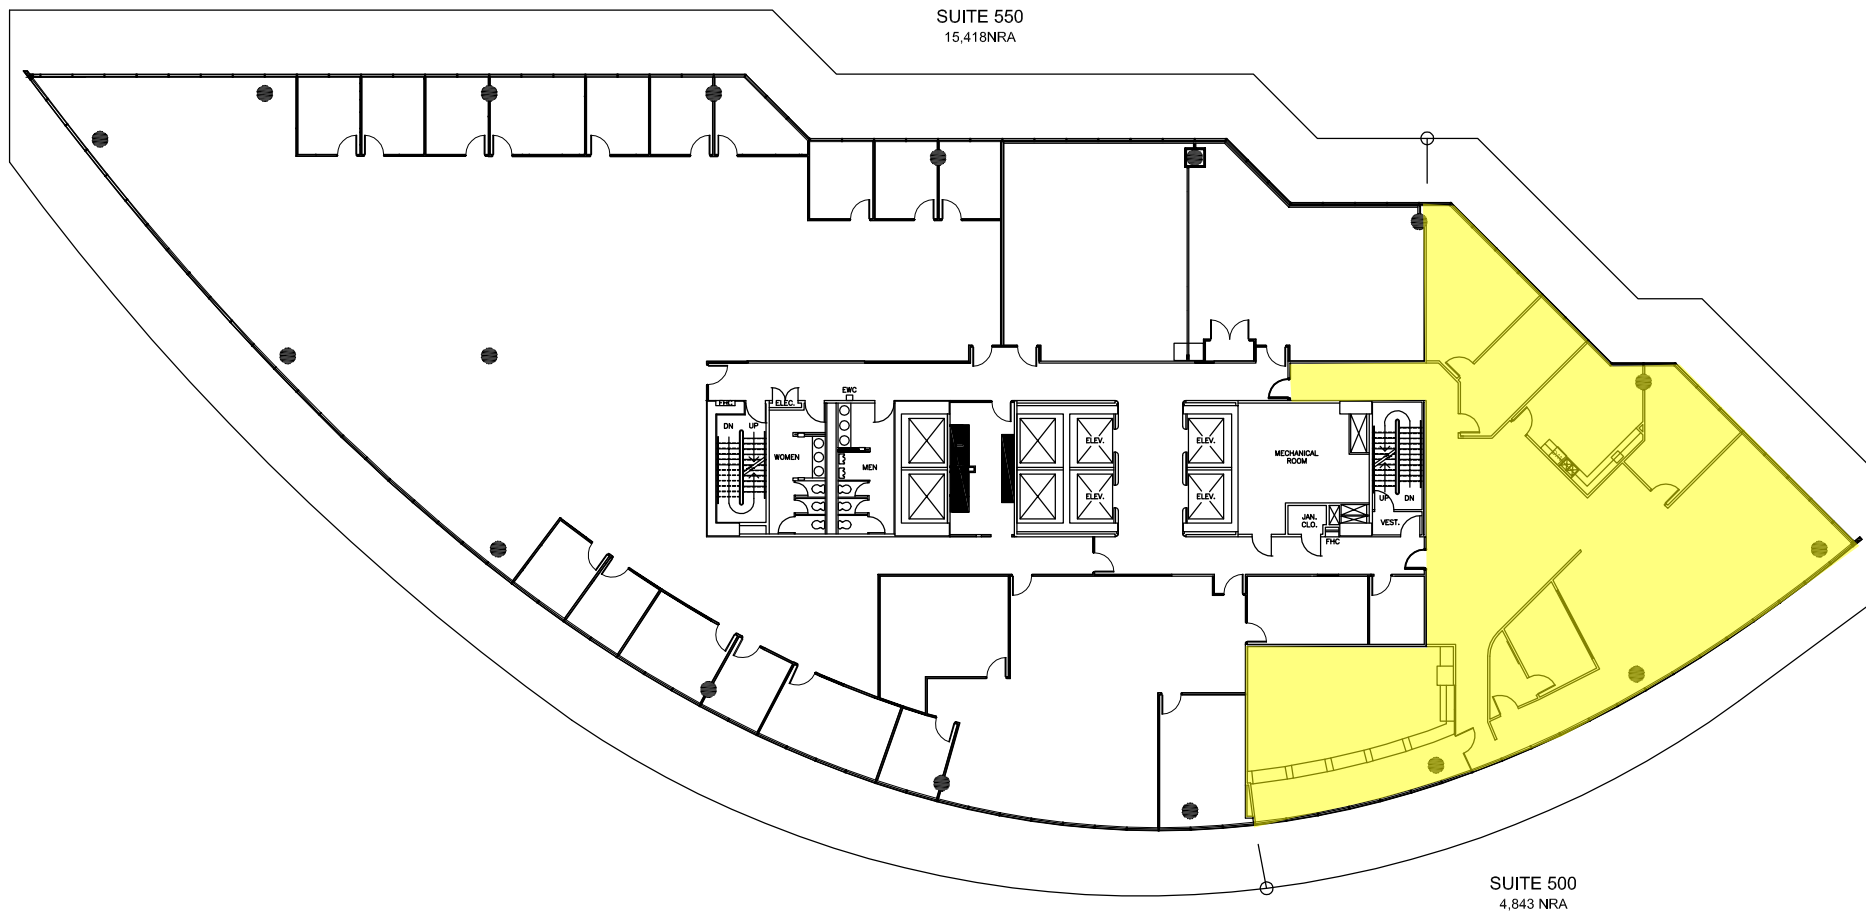 SUITE 550
15,418NRA
EWC
FHC
ELEC.
DN UP
WOMEN
MEN
ELEV.
ELEV.
ELEV.
ELEV.
MECHANICAL
ROOM
UP DN
JAN.
CLO.
VEST.
FHC
SUITE 500
4,843 NRA